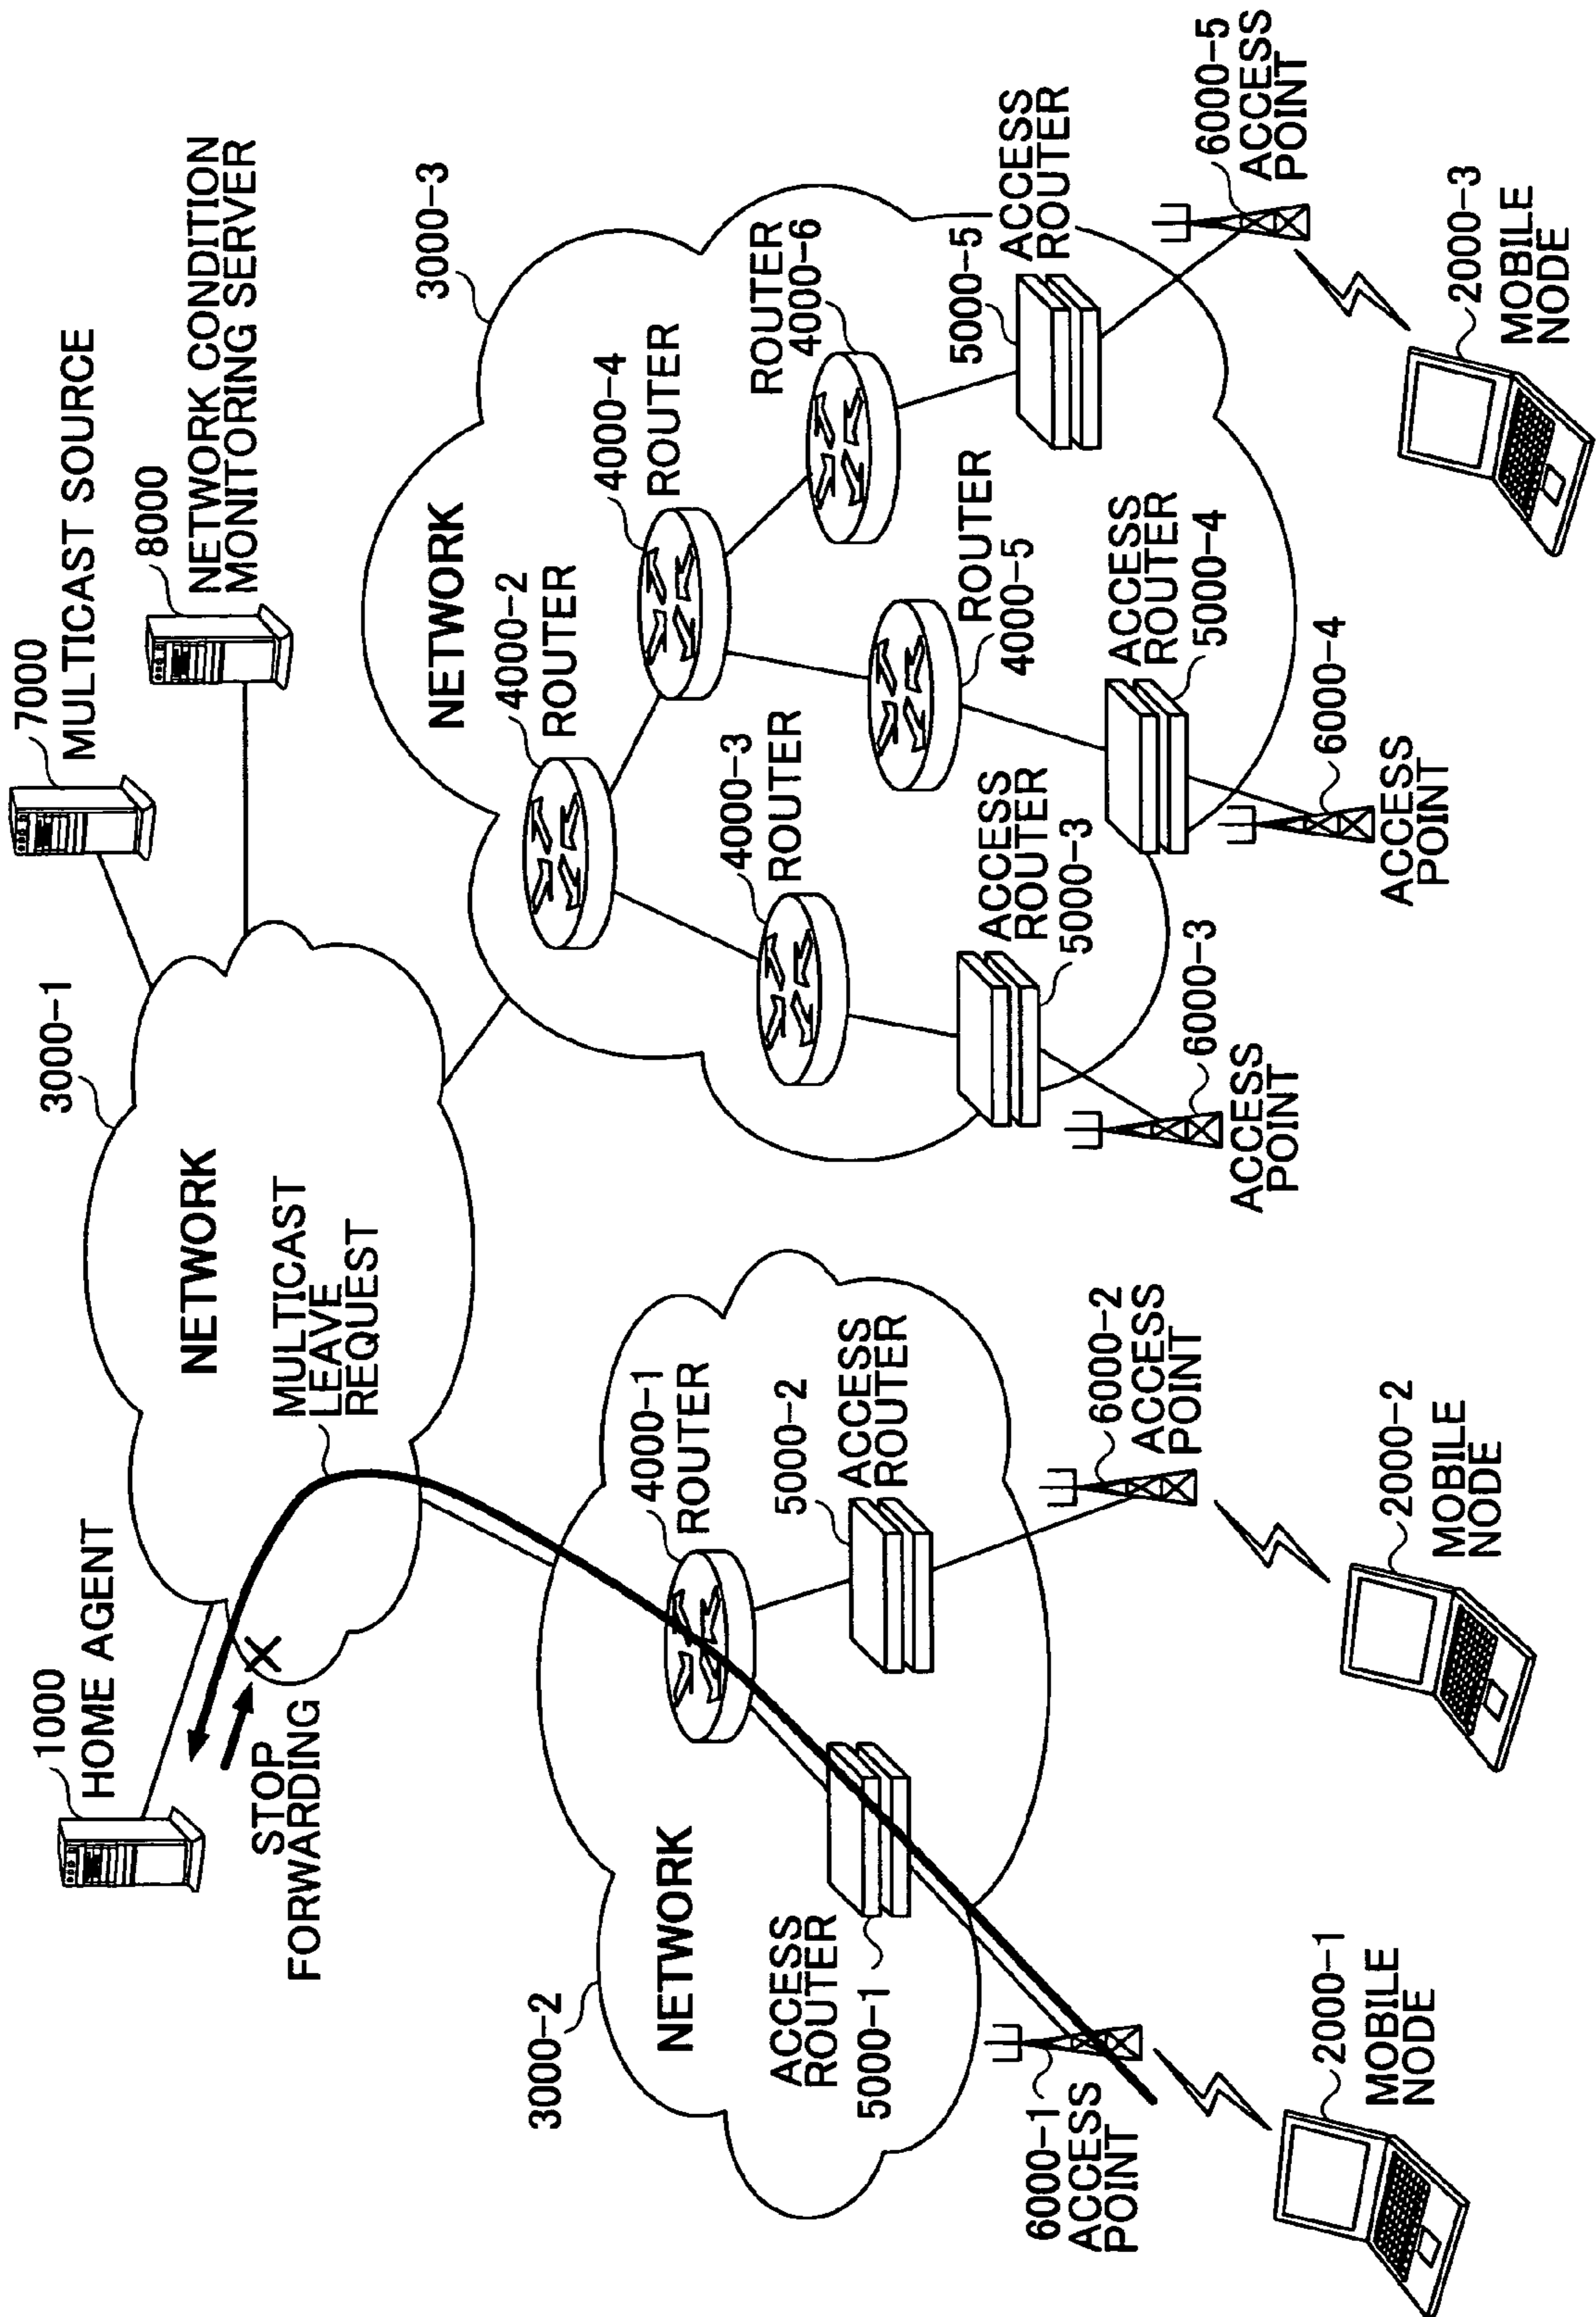 1000
HOME AGENT
STOP
FORWARDING
3000-1
NETWORK
MULTICAST
LEAVE
REQUEST
7000
MULTICAST SOURCE
8000
NETWORK CONDITION
MONITORING SERVER
3000-2
NETWORK
4000-1
ROUTER
ACCESS
ROUTER
5000-1
5000-2
ACCESS
ROUTER
6000-1
ACCESS
POINT
6000-2
ACCESS
POINT
2000-1
MOBILE
NODE
2000-2
MOBILE
NODE
3000-3
NETWORK
4000-2
ROUTER
4000-4
ROUTER
4000-3
ROUTER
ROUTER
4000-6
ROUTER
4000-5
ACCESS
ROUTER
5000-3
ACCESS
ROUTER
5000-4
5000-5
ACCESS
ROUTER
6000-3
ACCESS
POINT
6000-4
ACCESS
POINT
6000-5
ACCESS
POINT
2000-3
MOBILE
NODE